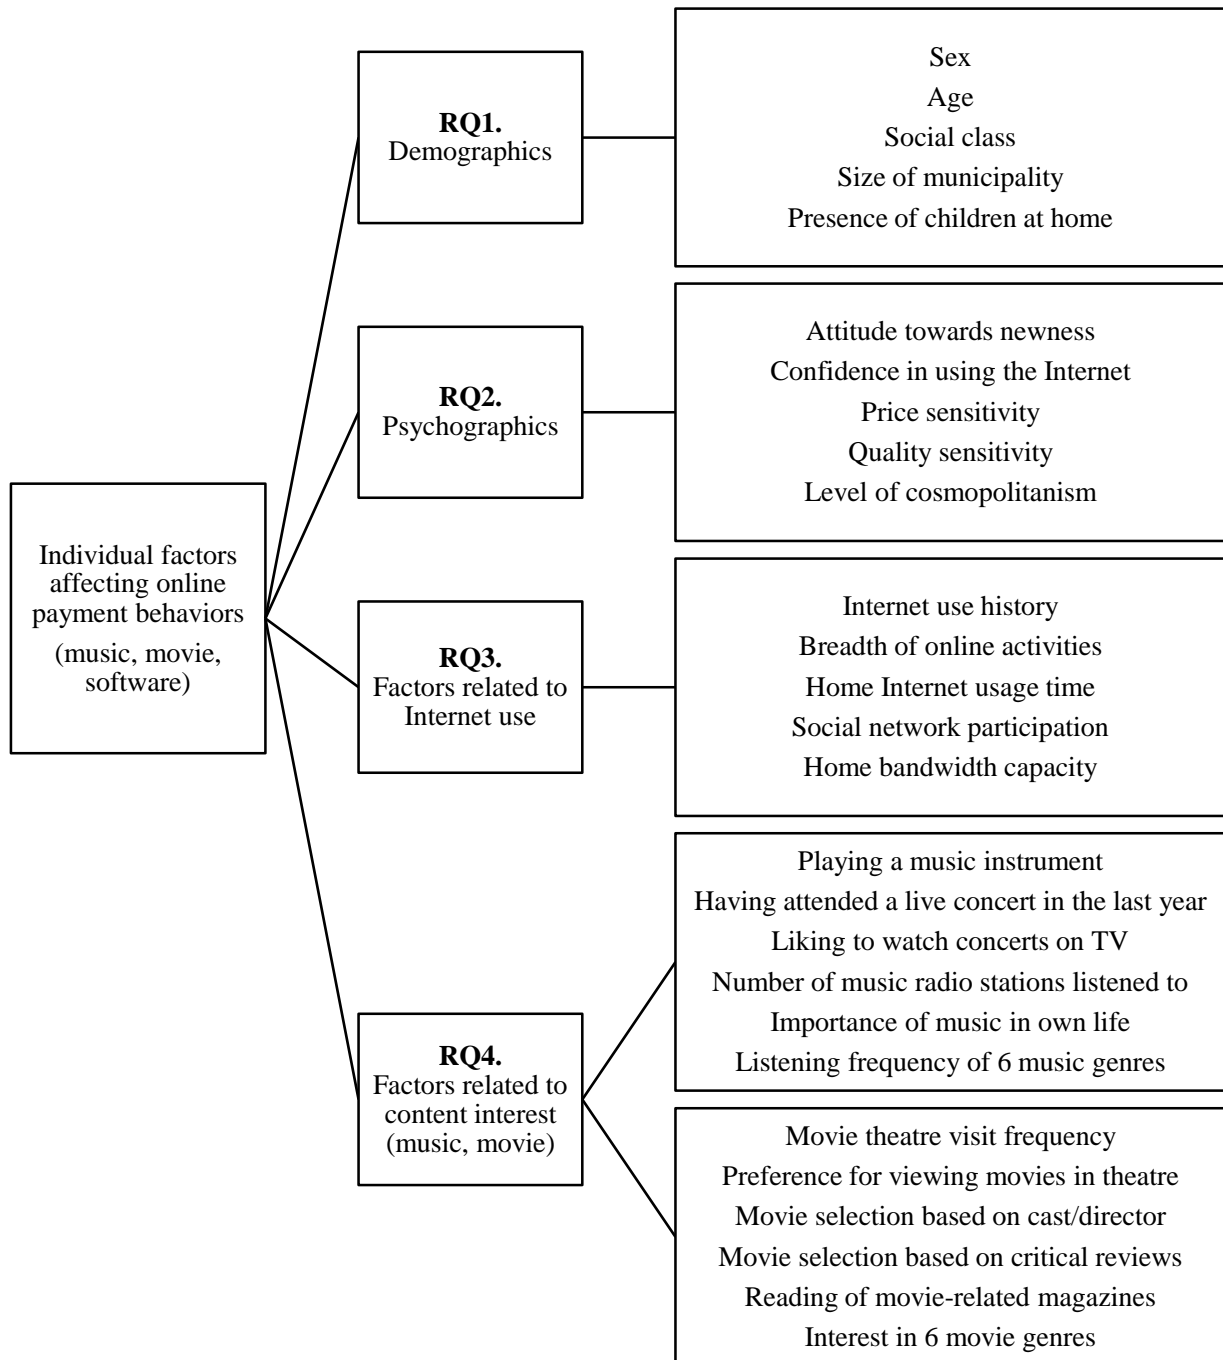 Individual factors
affecting online
payment behaviors
(music, movie,
software)
RQ1.
Demographics
Sex
Age
Social class
Size of municipality
Presence of children at home
RQ2.
Psychographics
Attitude towards newness
Confidence in using the Internet
Price sensitivity
Quality sensitivity
Level of cosmopolitanism
RQ3.
Factors related to
Internet use
Internet use history
Breadth of online activities
Home Internet usage time
Social network participation
Home bandwidth capacity
RQ4.
Factors related to
content interest
(music, movie)
Playing a music instrument
Having attended a live concert in the last year
Liking to watch concerts on TV
Number of music radio stations listened to
Importance of music in own life
Listening frequency of 6 music genres
Movie theatre visit frequency
Preference for viewing movies in theatre
Movie selection based on cast/director
Movie selection based on critical reviews
Reading of movie-related magazines
Interest in 6 movie genres